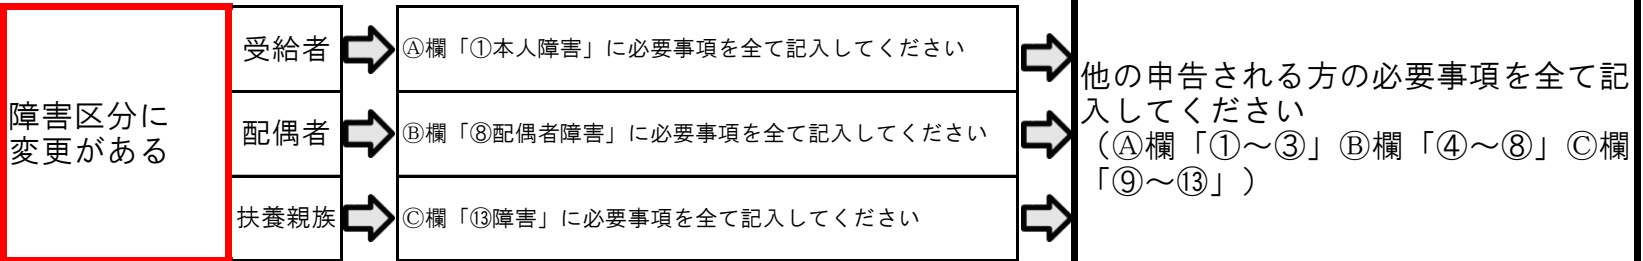 障害区分に
変更がある
受給者
Ⓐ欄「①本人障害」に必要事項を全て記入してください
配偶者
Ⓑ欄「⑧配偶者障害」に必要事項を全て記入してください
扶養親族
Ⓒ欄「⑬障害」に必要事項を全て記入してください
他の申告される方の必要事項を全て記
入してください
（Ⓐ欄「①～③」Ⓑ欄「④～⑧」Ⓒ欄
「⑨～⑬」）